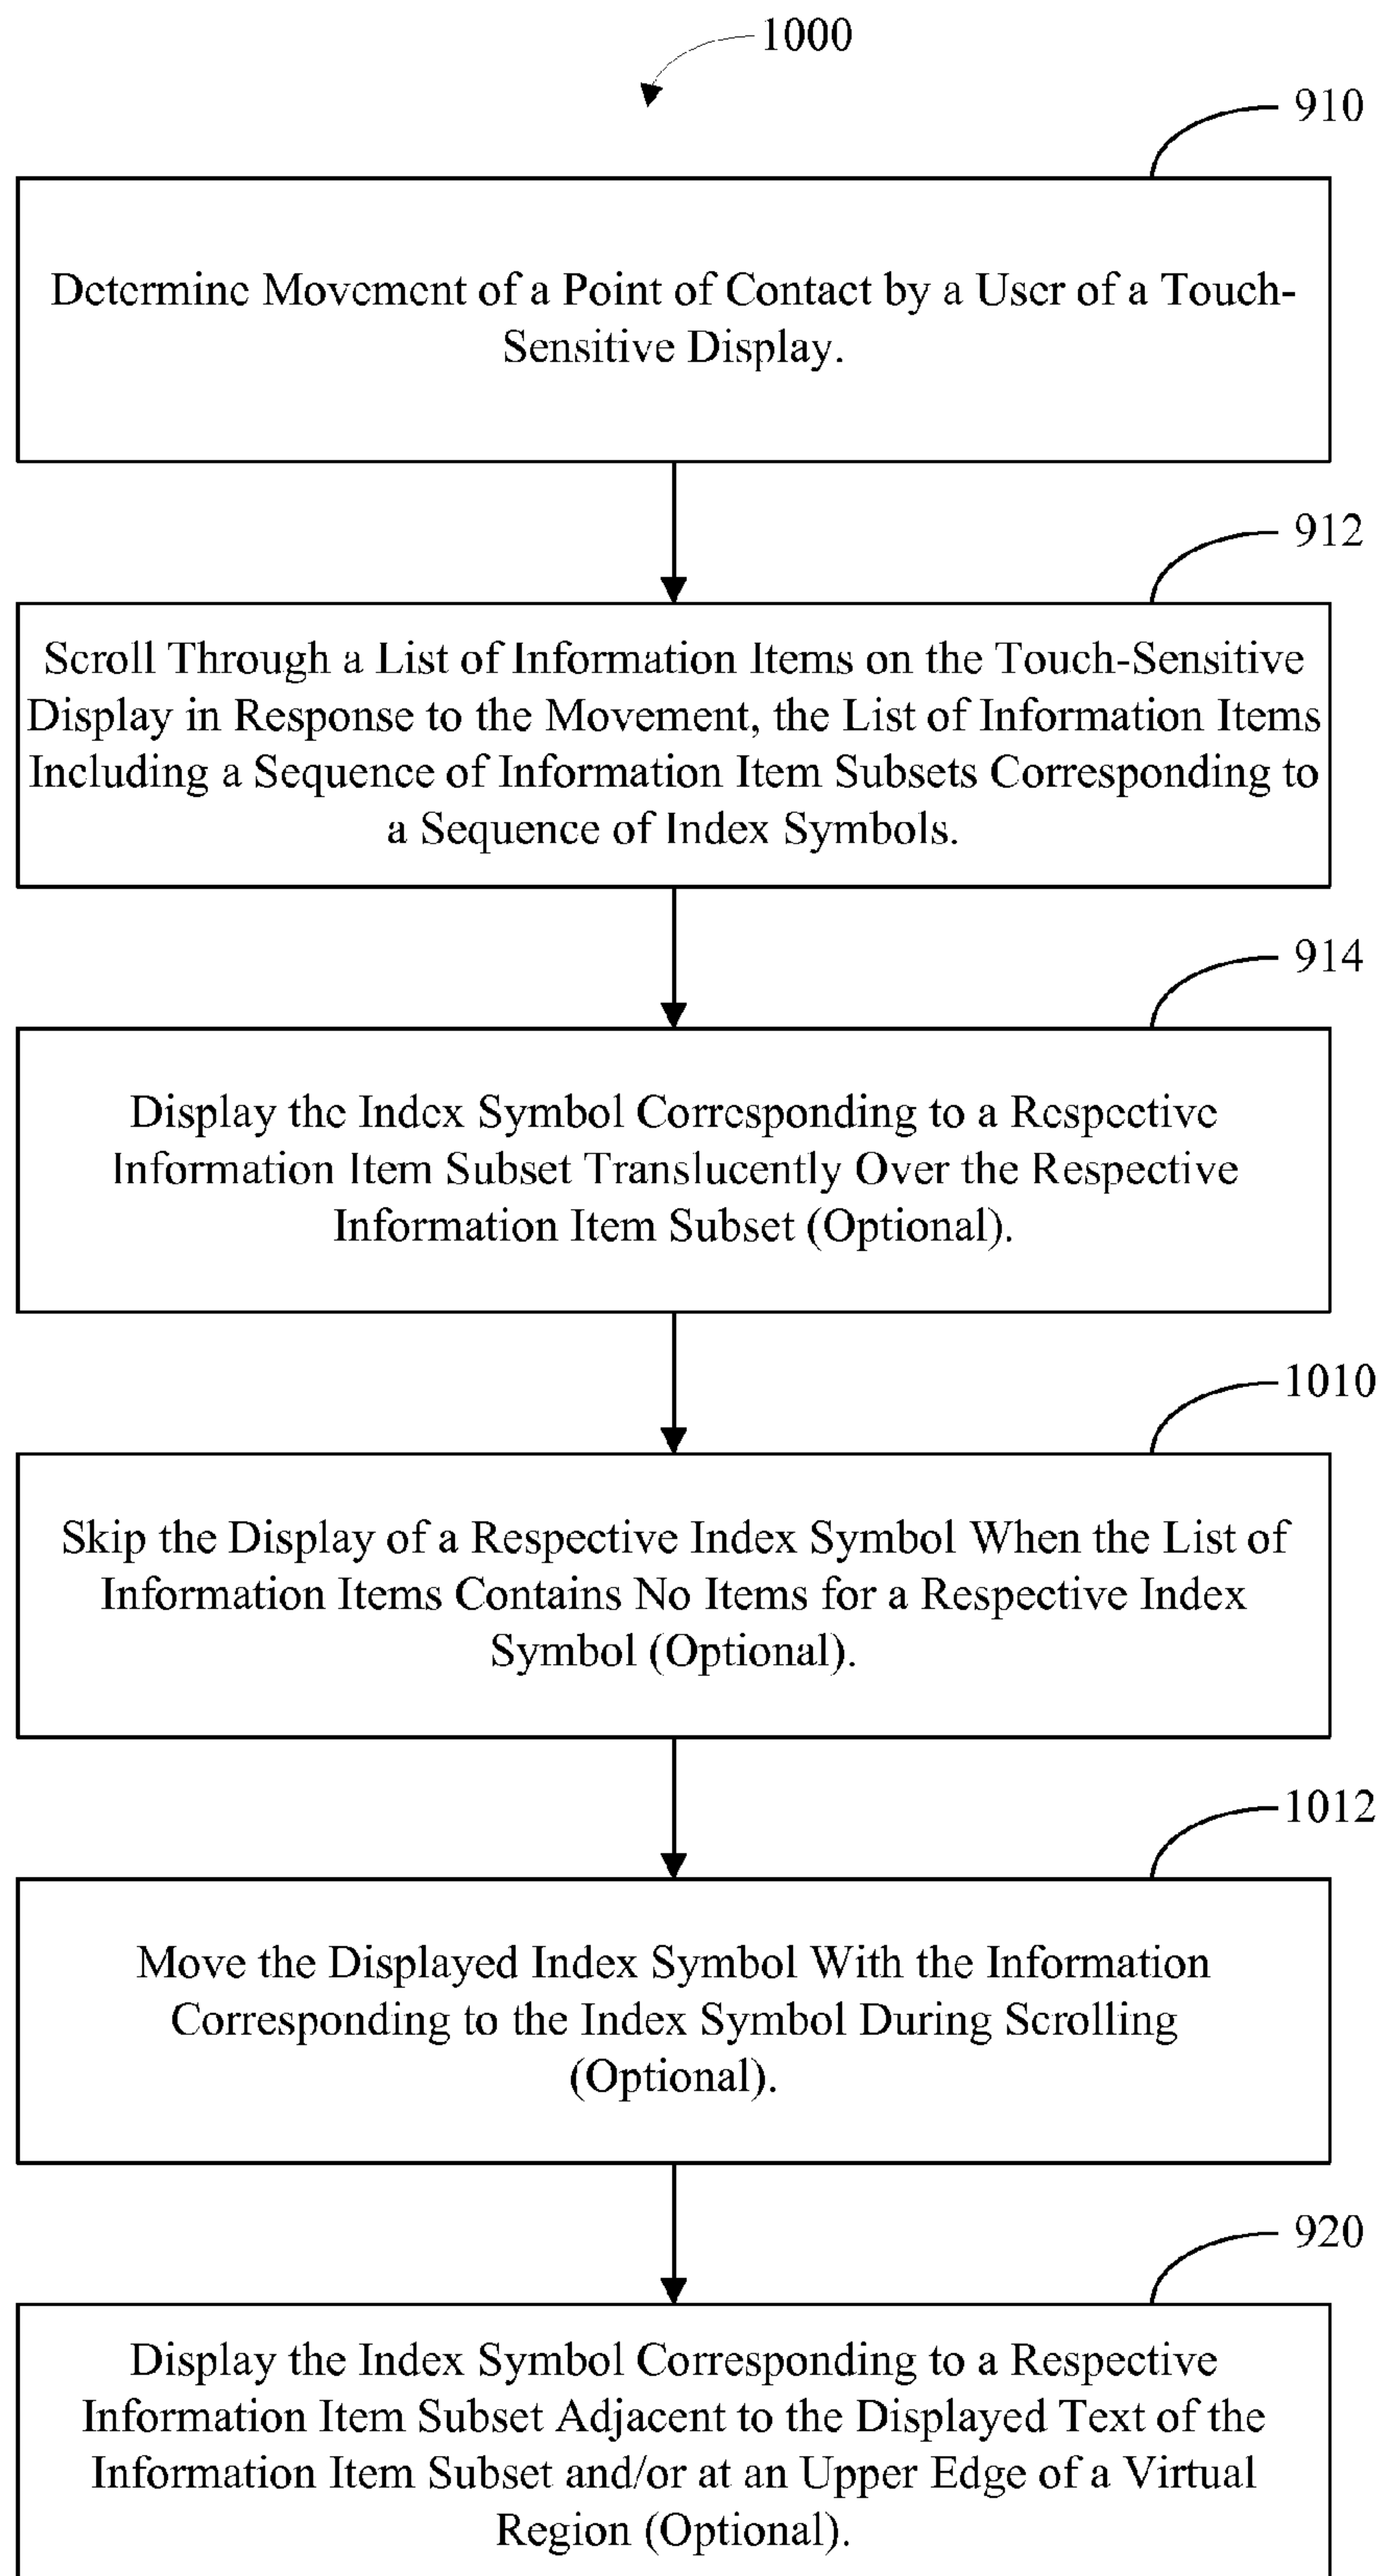 1000
910
Determine Movement of a Point of Contact by a User of a Touch-
Sensitive Display.
912
Scroll Through a List of Information Items on the Touch-Sensitive
Display in Response to the Movement, the List of Information Items
Including a Sequence of Information Item Subsets Corresponding to
a Sequence of Index Symbols.
914
Display the Index Symbol Corresponding to a Respective
Information Item Subset Translucently Over the Respective
Information Item Subset (Optional).
1010
Skip the Display of a Respective Index Symbol When the List of
Information Items Contains No Items for a Respective Index
Symbol (Optional).
1012
Move the Displayed Index Symbol With the Information
Corresponding to the Index Symbol During Scrolling
(Optional).
920
Display the Index Symbol Corresponding to a Respective
Information Item Subset Adjacent to the Displayed Text of the
Information Item Subset and/or at an Upper Edge of a Virtual
Region (Optional).